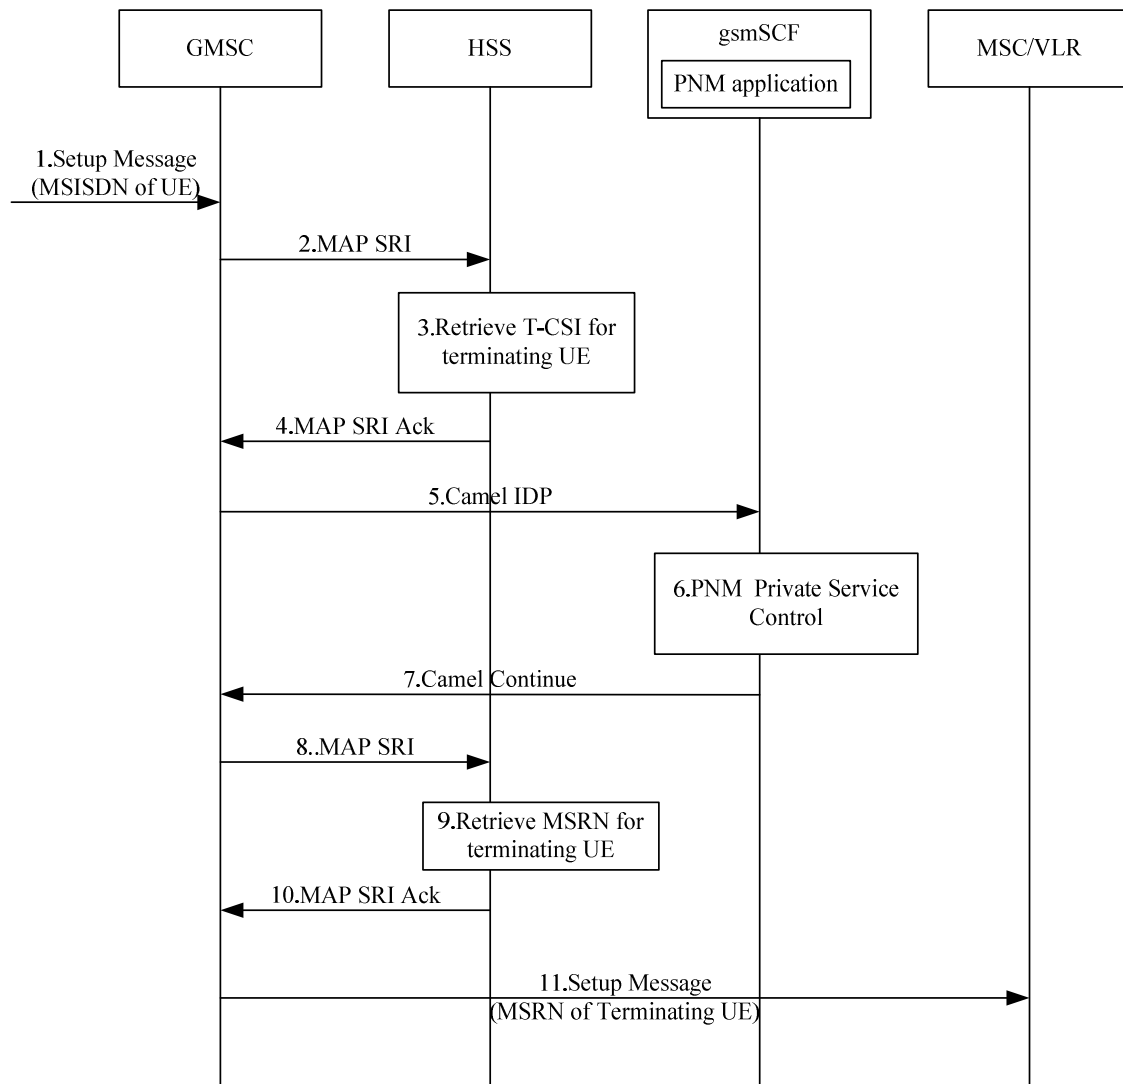 GMSC
HSS
gsmSCF
PNM application
MSC/VLR
1.Setup Message
(MSISDN of UE)
2.MAP SRI
3.Retrieve T-CSI for
terminating UE
4.MAP SRI Ack
5.Camel IDP
6.PNM  Private Service
Control
7.Camel Continue
8..MAP SRI
9.Retrieve MSRN for
terminating UE
10.MAP SRI Ack
11.Setup Message
(MSRN of Terminating UE)